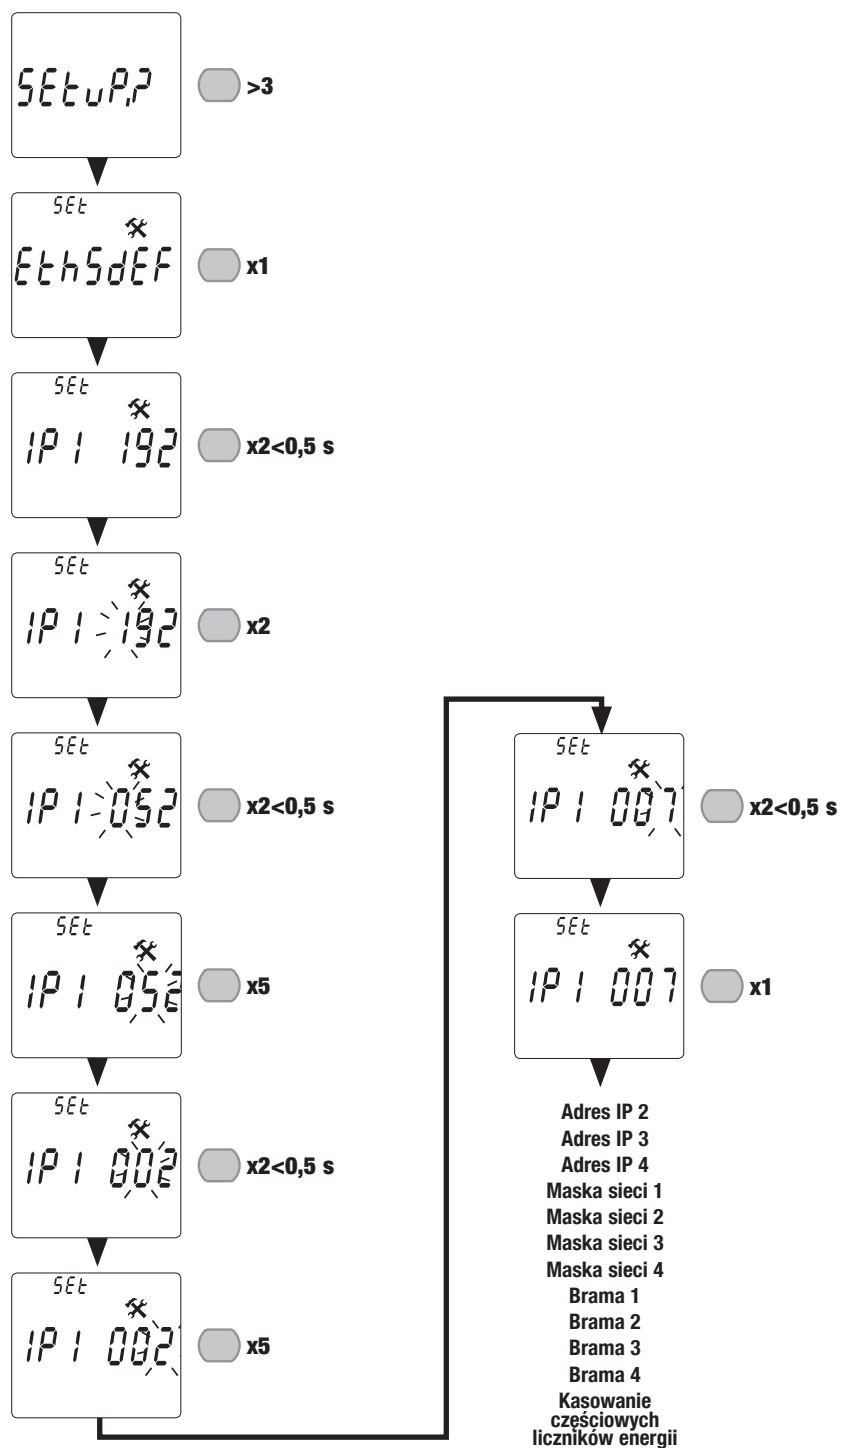 SEtuP,?
>3
SEt
EthSdEF
x1
SEt
IP1 192
x2<0,5 s
SEt
IP1 192
x2
SEt
IP1 052
x2<0,5 s
SEt
IP1 052
x5
SEt
IP1 002
x2<0,5 s
SEt
IP1 002
x5
SEt
IP1 007
x2<0,5 s
SEt
IP1 007
x1
Adres IP 2
Adres IP 3
Adres IP 4
Maska sieci 1
Maska sieci 2
Maska sieci 3
Maska sieci 4
Brama 1
Brama 2
Brama 3
Brama 4
Kasowanie
częściowych
liczników energii